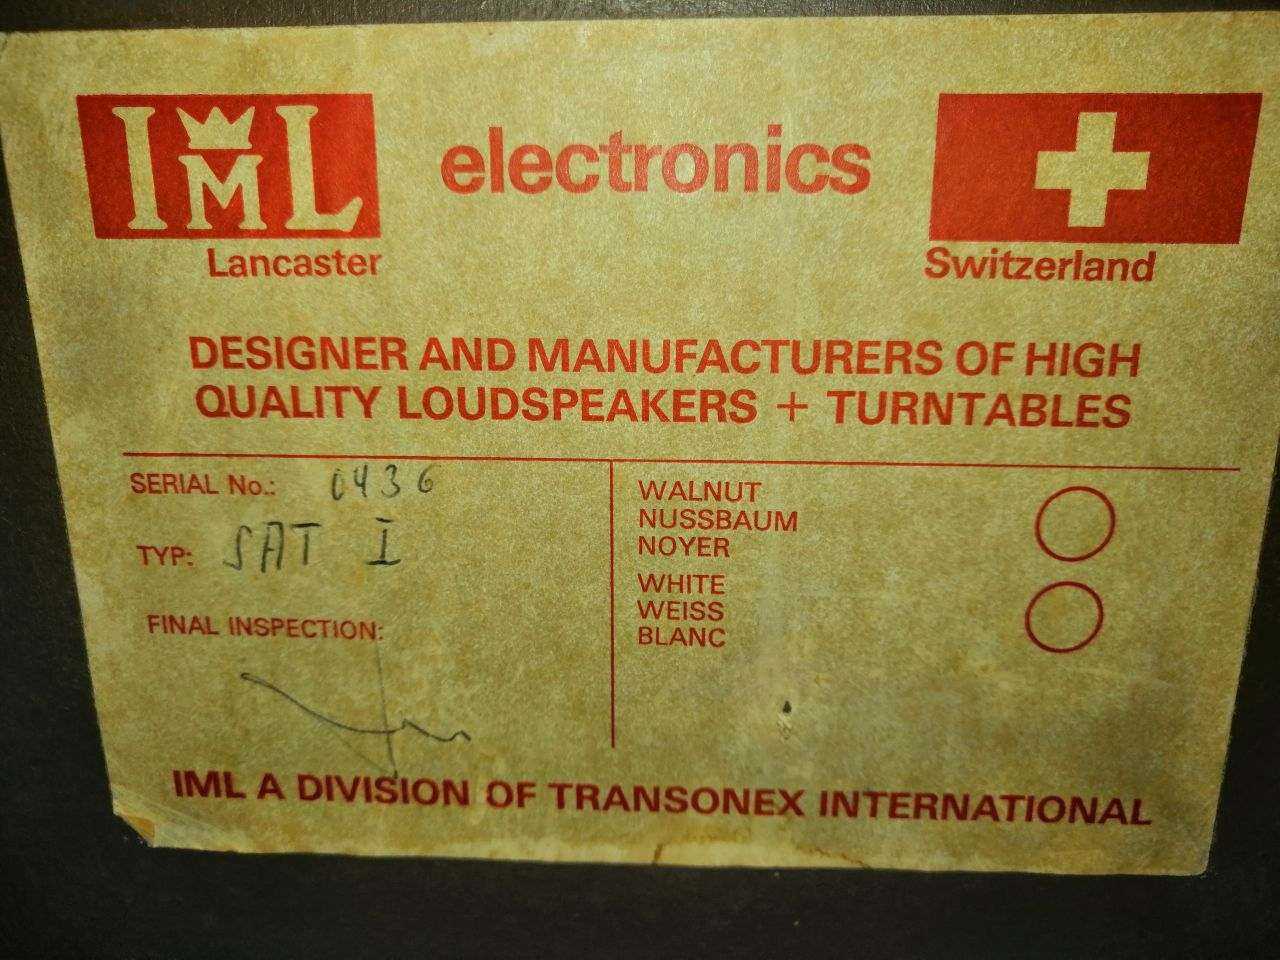 IML electronics
Lancaster Switzerland
DESIGNER AND MANUFACTURERS OF HIGH
QUALITY LOUDSPEAKERS + TURNTABLES
SERIAL No.: 0436
TYP: SAT I
FINAL INSPECTION:
WALNUT
NUSSBAUM
NOYER
WHITE
WEISS
BLANC
IML A DIVISION OF TRANSONEX INTERNATIONAL